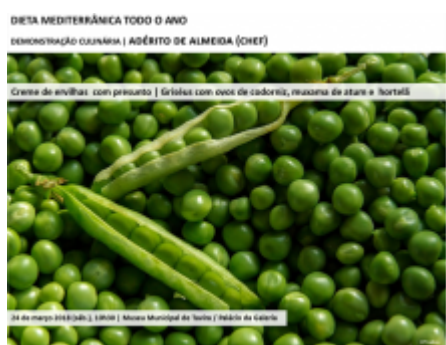 DIETA MEDITERRÂNICA TODO O ANO
DEMONSTRAÇÃO CULINÁRIA | ADÉRITO DE ALMEIDA (CHEF)
Creme de ervilhas com presunto | Griséus com ovos de codorniz, muxama de atum e hortelã
24 de março 2018 (sáb.), | Museu Municipal de Tavira / Palácio da Galeria